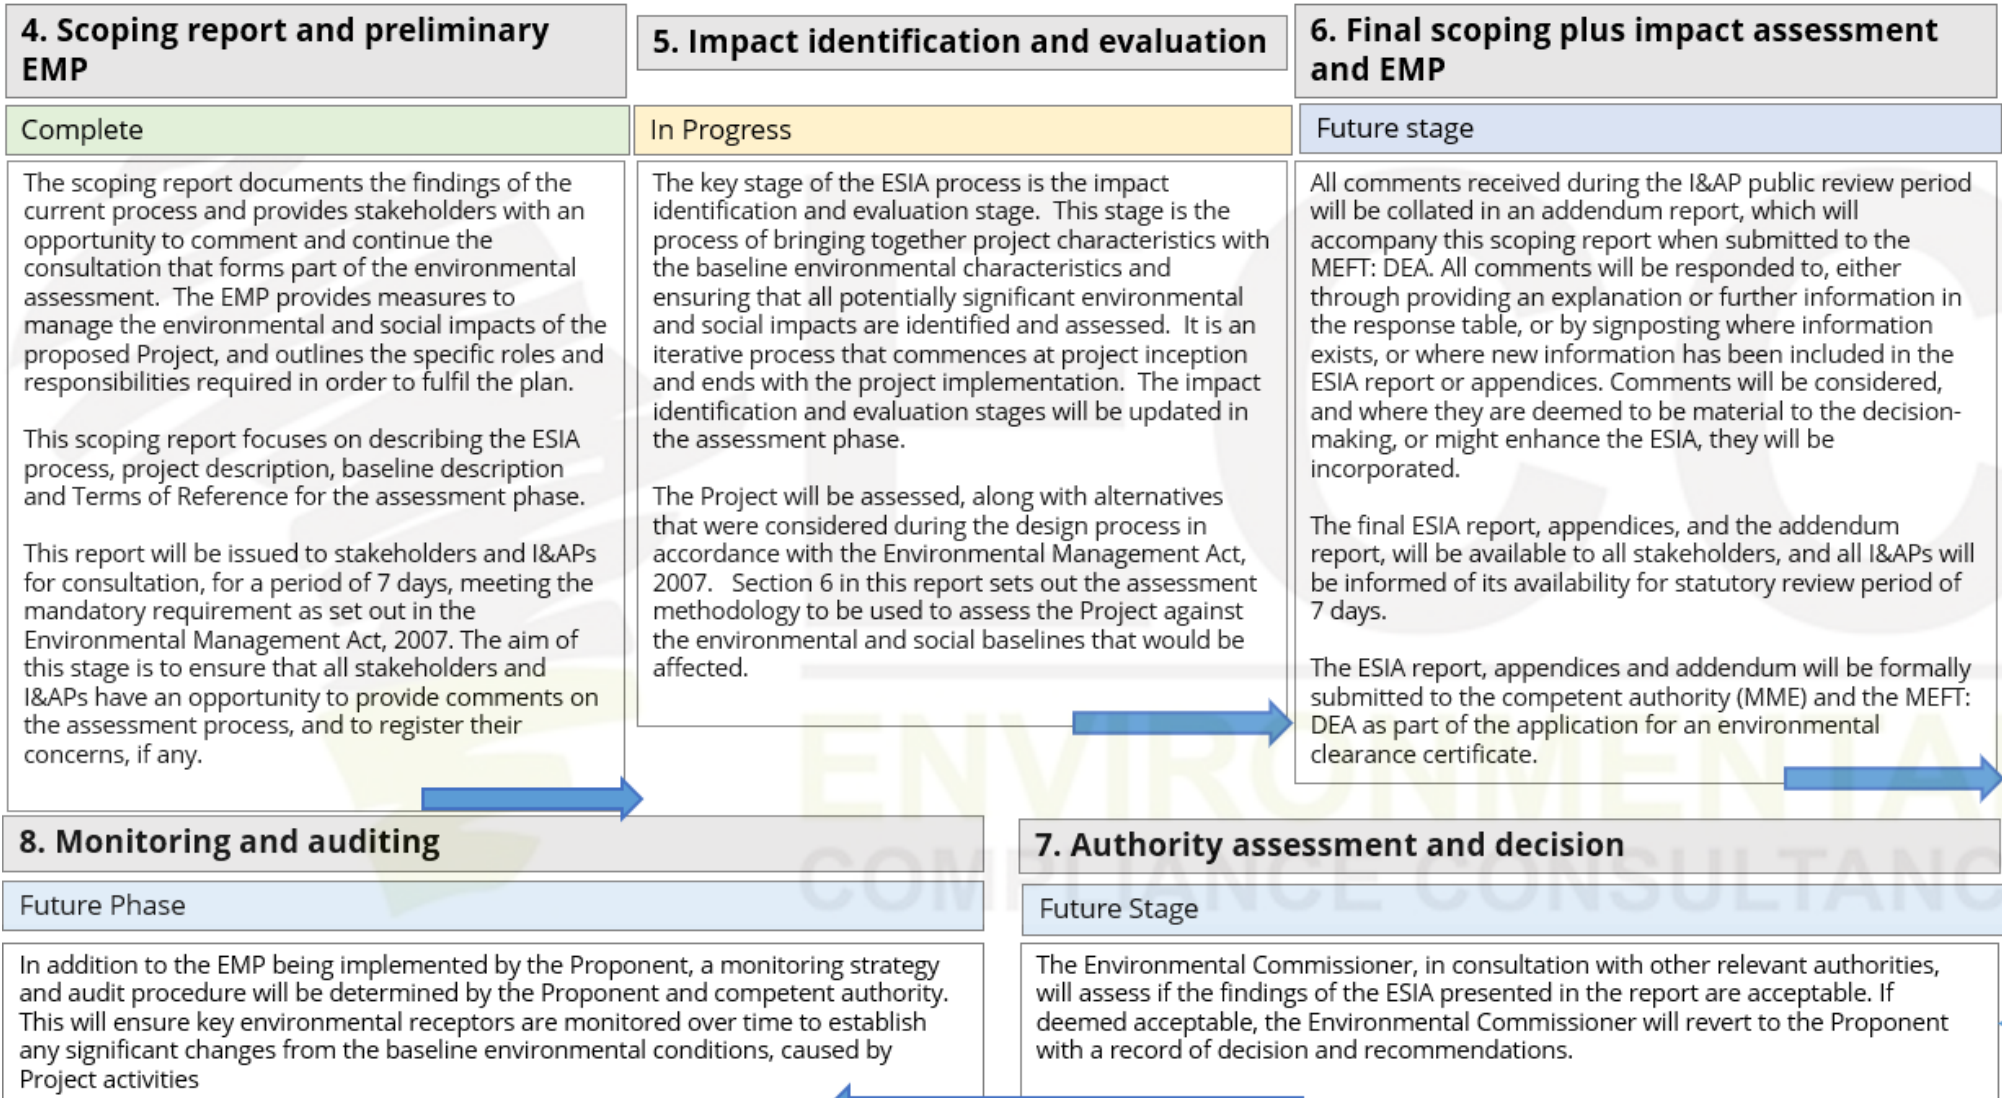 4. Scoping report and preliminary
EMP
Complete
The scoping report documents the findings of the
current process and provides stakeholders with an
opportunity to comment and continue the
consultation that forms part of the environmental
assessment.  The EMP provides measures to
manage the environmental and social impacts of the
proposed Project, and outlines the specific roles and
responsibilities required in order to fulfil the plan.
This scoping report focuses on describing the ESIA
process, project description, baseline description
and Terms of Reference for the assessment phase.
This report will be issued to stakeholders and I&APs
for consultation, for a period of 7 days, meeting the
mandatory requirement as set out in the
Environmental Management Act, 2007. The aim of
this stage is to ensure that all stakeholders and
I&APs have an opportunity to provide comments on
the assessment process, and to register their
concerns, if any.
5. Impact identification and evaluation
In Progress
The key stage of the ESIA process is the impact
identification and evaluation stage.  This stage is the
process of bringing together project characteristics with
the baseline environmental characteristics and
ensuring that all potentially significant environmental
and social impacts are identified and assessed.  It is an
iterative process that commences at project inception
and ends with the project implementation.  The impact
identification and evaluation stages will be updated in
the assessment phase.
The Project will be assessed, along with alternatives
that were considered during the design process in
accordance with the Environmental Management Act,
2007.   Section 6 in this report sets out the assessment
methodology to be used to assess the Project against
the environmental and social baselines that would be
affected.
6. Final scoping plus impact assessment
and EMP
Future stage
All comments received during the I&AP public review period
will be collated in an addendum report, which will
accompany this scoping report when submitted to the
MEFT: DEA. All comments will be responded to, either
through providing an explanation or further information in
the response table, or by signposting where information
exists, or where new information has been included in the
ESIA report or appendices. Comments will be considered,
and where they are deemed to be material to the decision-
making, or might enhance the ESIA, they will be
incorporated.
The final ESIA report, appendices, and the addendum
report, will be available to all stakeholders, and all I&APs will
be informed of its availability for statutory review period of
7 days.
The ESIA report, appendices and addendum will be formally
submitted to the competent authority (MME) and the MEFT:
DEA as part of the application for an environmental
clearance certificate.
8. Monitoring and auditing
Future Phase
In addition to the EMP being implemented by the Proponent, a monitoring strategy
and audit procedure will be determined by the Proponent and competent authority.
This will ensure key environmental receptors are monitored over time to establish
any significant changes from the baseline environmental conditions, caused by
Project activities
7. Authority assessment and decision
Future Stage
The Environmental Commissioner, in consultation with other relevant authorities,
will assess if the findings of the ESIA presented in the report are acceptable. If
deemed acceptable, the Environmental Commissioner will revert to the Proponent
with a record of decision and recommendations.
ECC
ENVIRONMENTA
COMPLIANCE CONSULTANC